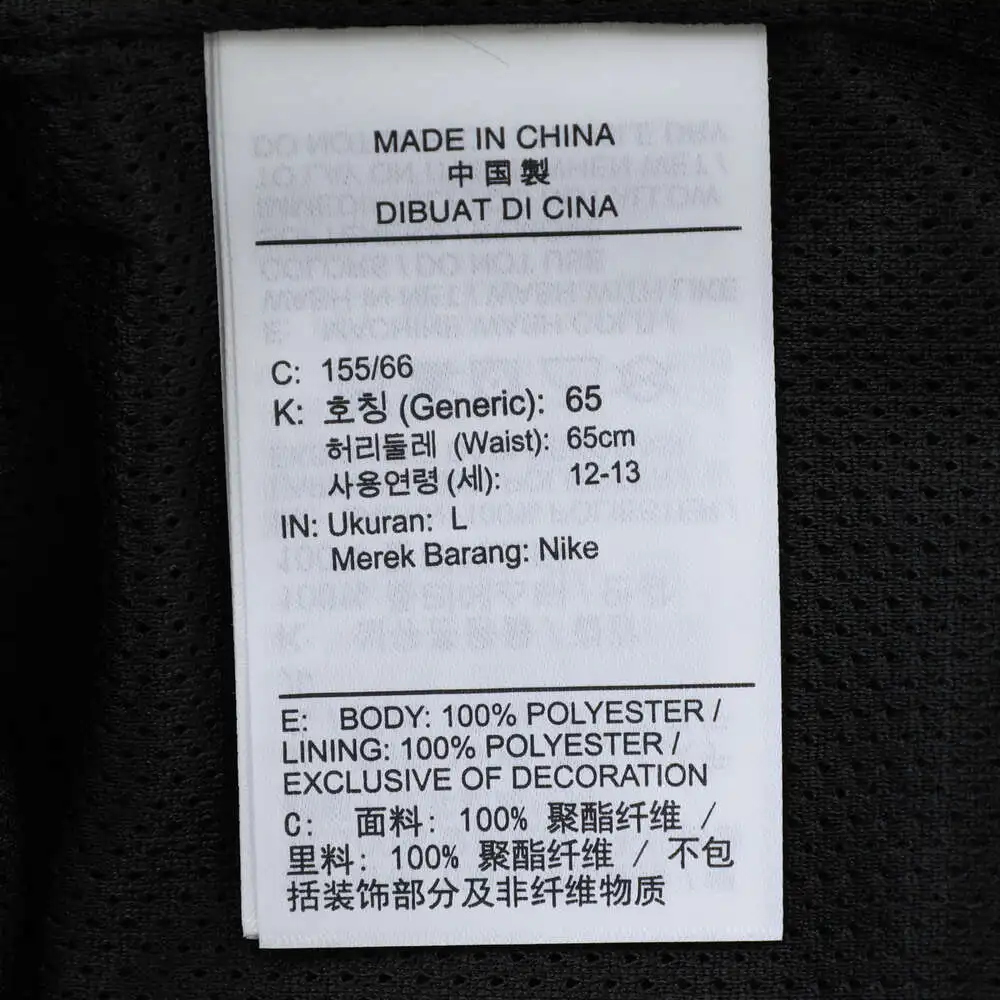 MADE IN CHINA
中国製
DIBUAT DI CINA
C: 155/66
K: 호칭 (Generic): 65
허리둘레 (Waist): 65cm
사용연령 (세): 12-13
IN: Ukuran: L
Merek Barang: Nike
E: BODY: 100% POLYESTER /
LINING: 100% POLYESTER /
EXCLUSIVE OF DECORATION
C: 面料: 100% 聚酯纤维 /
里料: 100% 聚酯纤维 / 不包
括装饰部分及非纤维物质